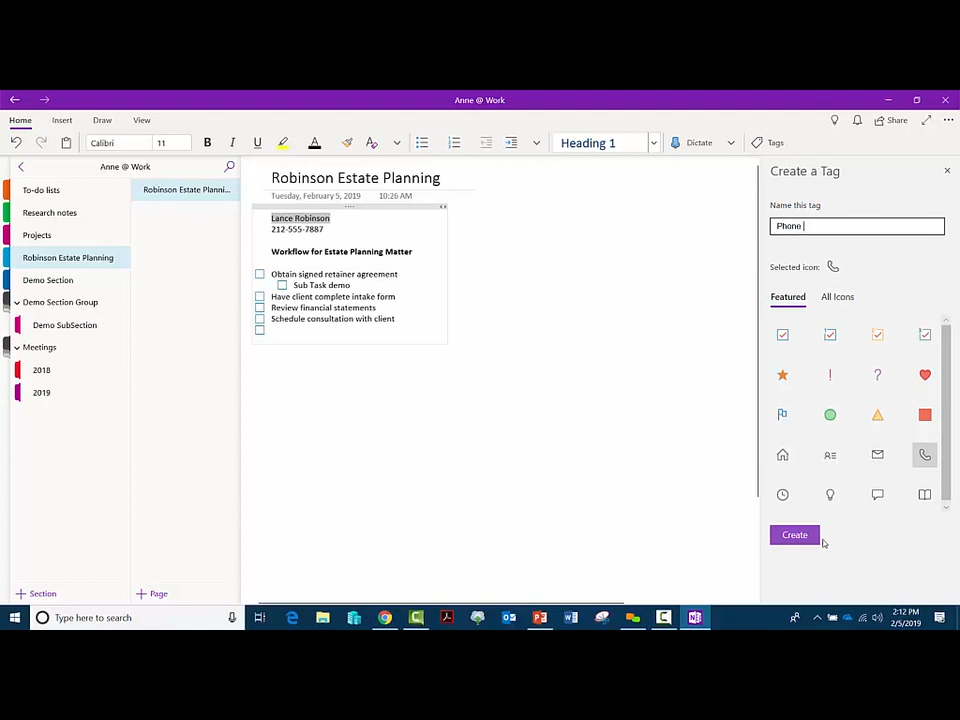 Anne @ Work
Home Insert Draw View
Share
Calibri 11 B I U A Heading 1 Dictate Tags
Anne @ Work
To-do lists
Research notes
Projects
Robinson Estate Planning
Demo Section
Demo Section Group
Demo SubSection
Meetings
2018
2019
Section
Robinson Estate Planni...
Page
Robinson Estate Planning
Tuesday, February 5, 2019 10:26 AM
Lance Robinson
212-555-7887
Workflow for Estate Planning Matter
Obtain signed retainer agreement
Sub Task demo
Have client complete intake form
Review financial statements
Schedule consultation with client
Create a Tag
Name this tag
Phone
Selected icon:
Featured All Icons
Create
Type here to search
2:12 PM
2/5/2019